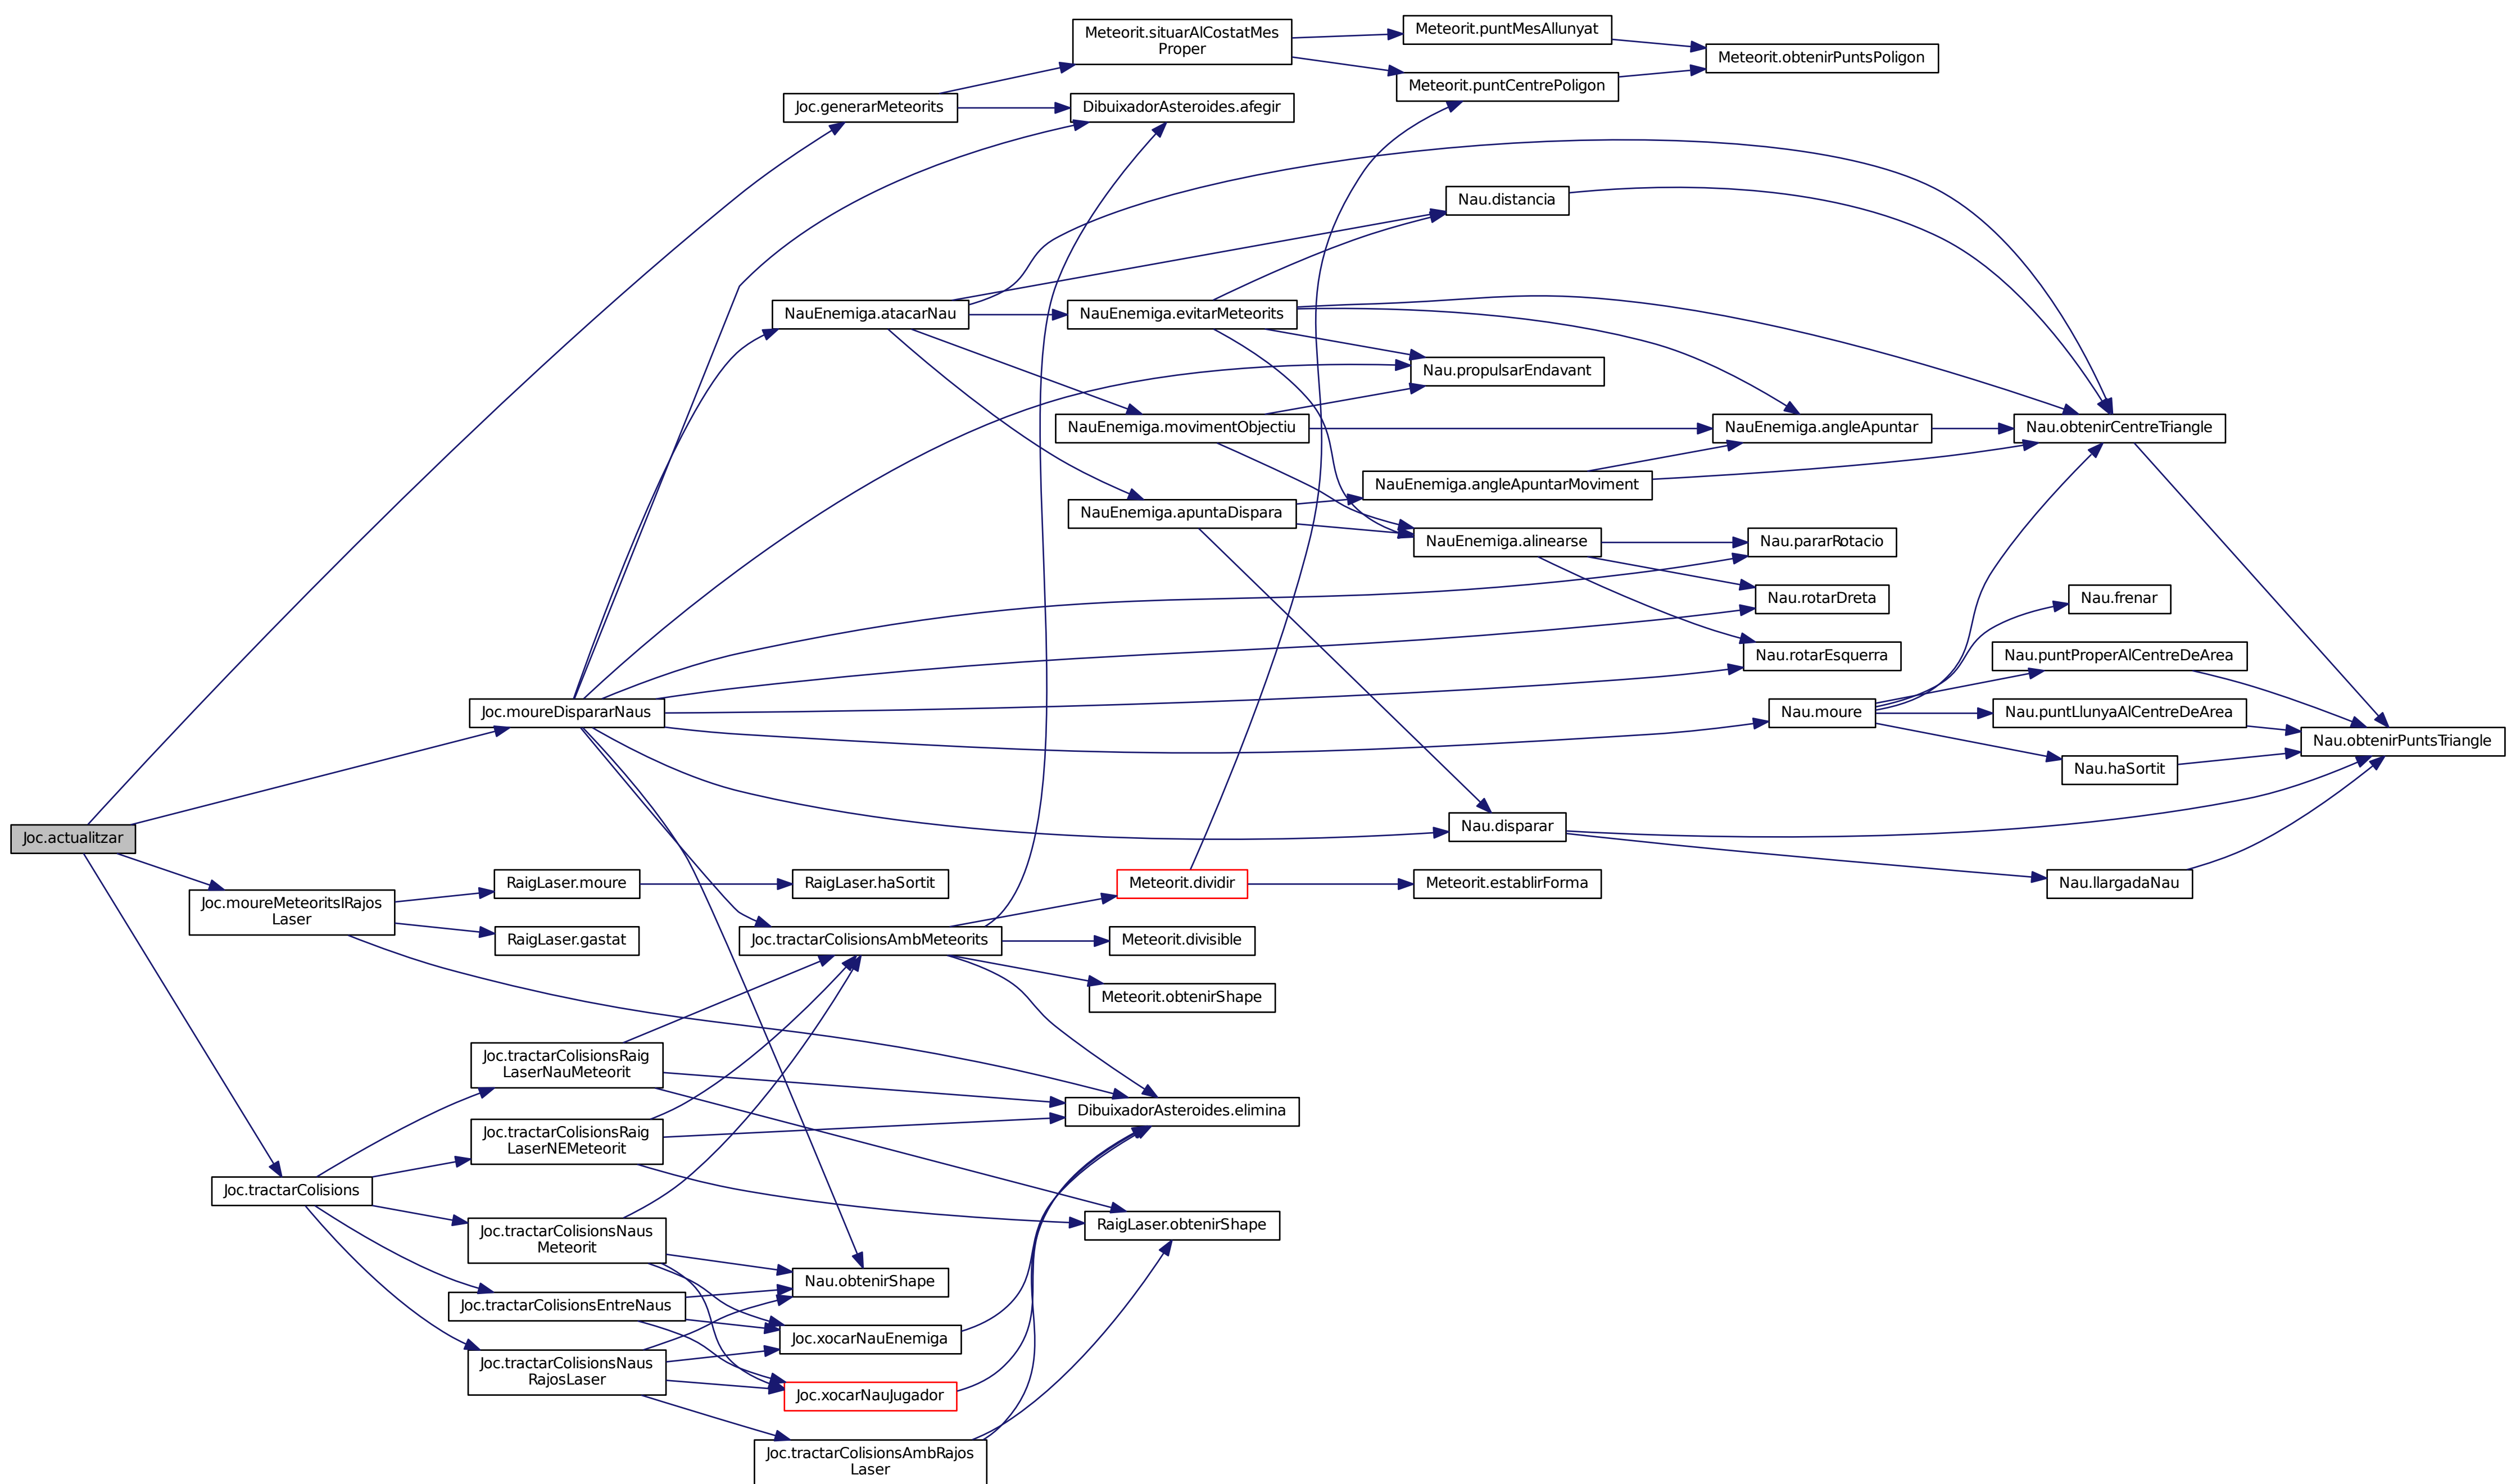 Meteorit.situarAlCostatMes
Proper
Meteorit.puntMesAllunyat
Meteorit.obtenirPuntsPoligon
Meteorit.puntCentrePoligon
Joc.generarMeteorits
DibuixadorAsteroides.afegir
Nau.distancia
NauEnemiga.atacarNau
NauEnemiga.evitarMeteorits
Nau.propulsarEndavant
NauEnemiga.movimentObjectiu
NauEnemiga.angleApuntar
Nau.obtenirCentreTriangle
NauEnemiga.angleApuntarMoviment
NauEnemiga.apuntaDispara
NauEnemiga.alinearse
Nau.pararRotacio
Nau.rotarDreta
Nau.frenar
Nau.rotarEsquerra
Nau.puntProperAlCentreDeArea
Joc.moureDispararNaus
Nau.moure
Nau.puntLlunyaAlCentreDeArea
Nau.obtenirPuntsTriangle
Nau.haSortit
Joc.actualitzar
Nau.disparar
RaigLaser.moure
RaigLaser.haSortit
Meteorit.dividir
Meteorit.establirForma
Nau.llargadaNau
Joc.moureMeteoritsIRajos
Laser
RaigLaser.gastat
Joc.tractarColisionsAmbMeteorits
Meteorit.divisible
Meteorit.obtenirShape
Joc.tractarColisionsRaig
LaserNauMeteorit
DibuixadorAsteroides.elimina
Joc.tractarColisionsRaig
LaserNEMeteorit
Joc.tractarColisions
Joc.tractarColisionsNaus
Meteorit
RaigLaser.obtenirShape
Nau.obtenirShape
Joc.tractarColisionsEntreNaus
Joc.xocarNauEnemiga
Joc.tractarColisionsNaus
RajosLaser
Joc.xocarNauJugador
Joc.tractarColisionsAmbRajos
Laser